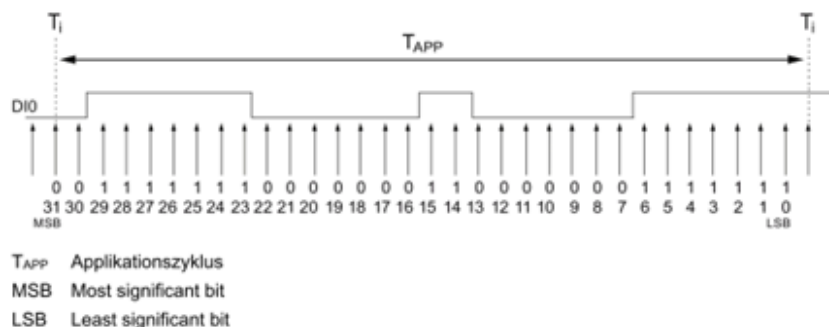 Ti Ti
TAPP
DI0
0 0 1 1 1 1 1 1 1 0 0 0 0 0 0 0 1 1 0 0 0 0 0 0 0 1 1 1 1 1 1 1
31 30 29 28 27 26 25 24 23 22 21 20 19 18 17 16 15 14 13 12 11 10 9 8 7 6 5 4 3 2 1 0
MSB LSB
TAPP Applikationszyklus
MSB Most significant bit
LSB Least significant bit